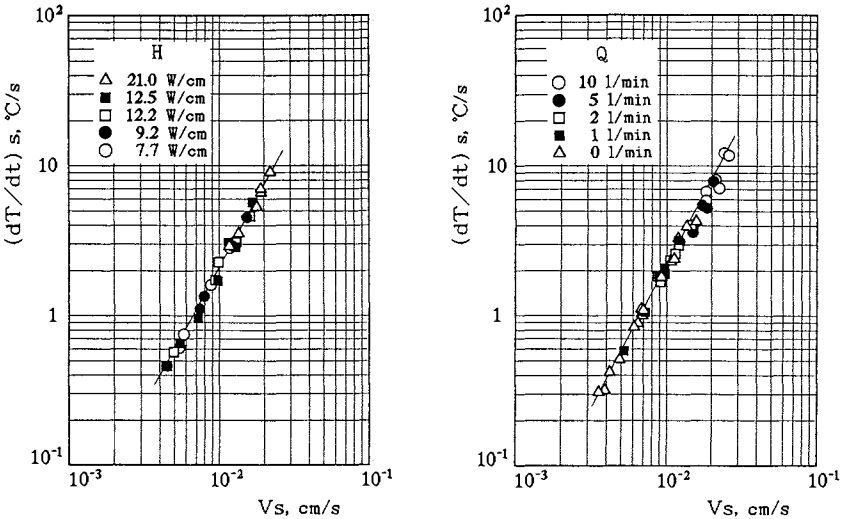 10²
H
△ 21.0 W/cm
■ 12.5 W/cm
□ 12.2 W/cm
● 9.2 W/cm
○ 7.7 W/cm
10
1
10⁻¹
(dT/dt) s, °C/s
10⁻³
10⁻²
10⁻¹
Vs, cm/s
10²
Q
○ 10 l/min
● 5 l/min
□ 2 l/min
■ 1 l/min
△ 0 l/min
10
1
10⁻¹
(dT/dt) s, °C/s
10⁻³
10⁻²
10⁻¹
Vs, cm/s